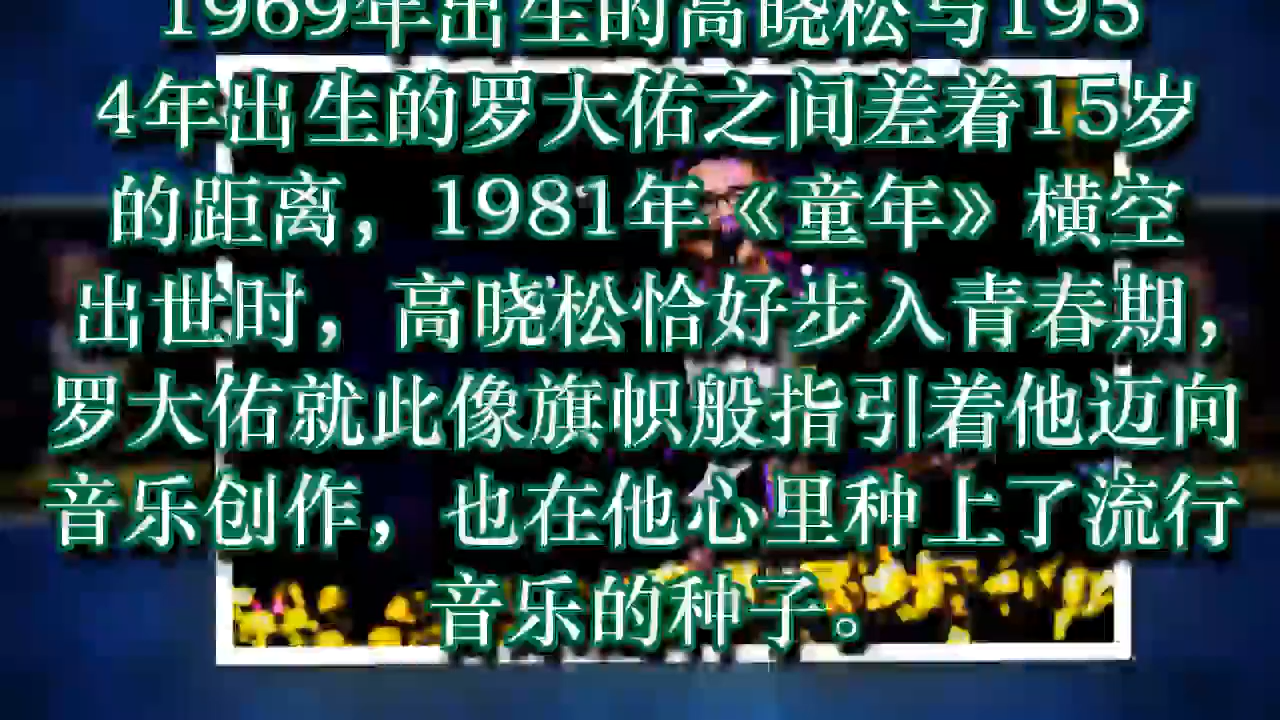 1969年出生的高晓松与195
4年出生的罗大佑之间差着15岁
的距离，1981年《童年》横空
出世时，高晓松恰好步入青春期，
罗大佑就此像旗帜般指引着他迈向
音乐创作，也在他心里种上了流行
音乐的种子。